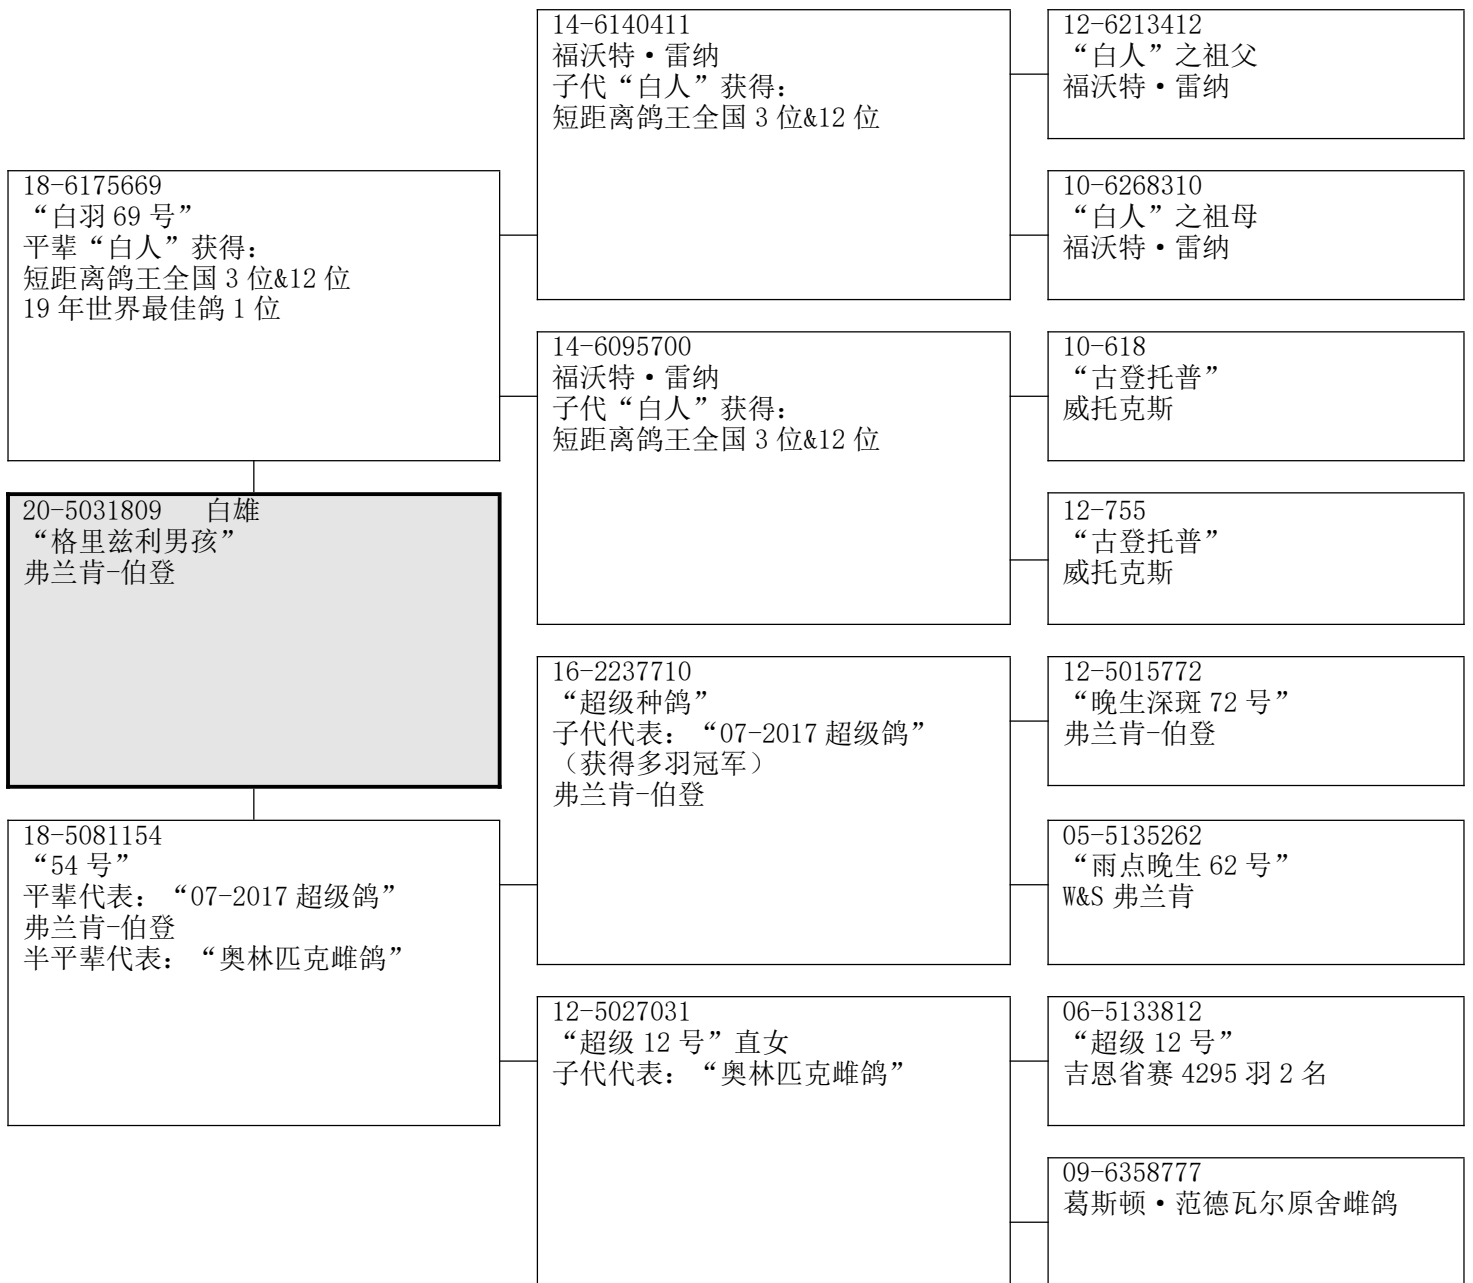 18-6175669
“白羽 69 号”
平辈“白人”获得：
短距离鸽王全国 3 位&12 位
19 年世界最佳鸽 1 位
20-5031809 白雄
“格里兹利男孩”
弗兰肯-伯登
18-5081154
“54 号”
平辈代表：“07-2017 超级鸽”
弗兰肯-伯登
半平辈代表：“奥林匹克雌鸽”
14-6140411
福沃特·雷纳
子代“白人”获得：
短距离鸽王全国 3 位&12 位
14-6095700
福沃特·雷纳
子代“白人”获得：
短距离鸽王全国 3 位&12 位
16-2237710
“超级种鸽”
子代代表：“07-2017 超级鸽”
（获得多羽冠军）
弗兰肯-伯登
12-5027031
“超级 12 号”直女
子代代表：“奥林匹克雌鸽”
12-6213412
“白人”之祖父
福沃特·雷纳
10-6268310
“白人”之祖母
福沃特·雷纳
10-618
“古登托普”
威托克斯
12-755
“古登托普”
威托克斯
12-5015772
“晚生深斑 72 号”
弗兰肯-伯登
05-5135262
“雨点晚生 62 号”
W&S 弗兰肯
06-5133812
“超级 12 号”
吉恩省赛 4295 羽 2 名
09-6358777
葛斯顿·范德瓦尔原舍雌鸽